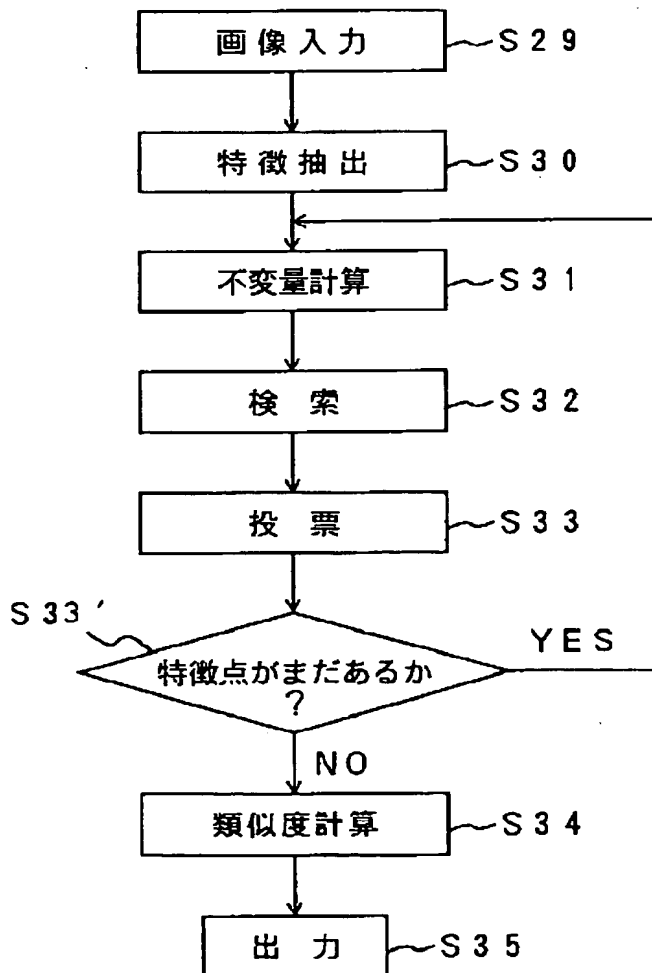 画像入力 S29
特徴抽出 S30
不変量計算 S31
検索 S32
投票 S33
S33'
特徴点がまだあるか
?
YES
NO
類似度計算 S34
出力 S35